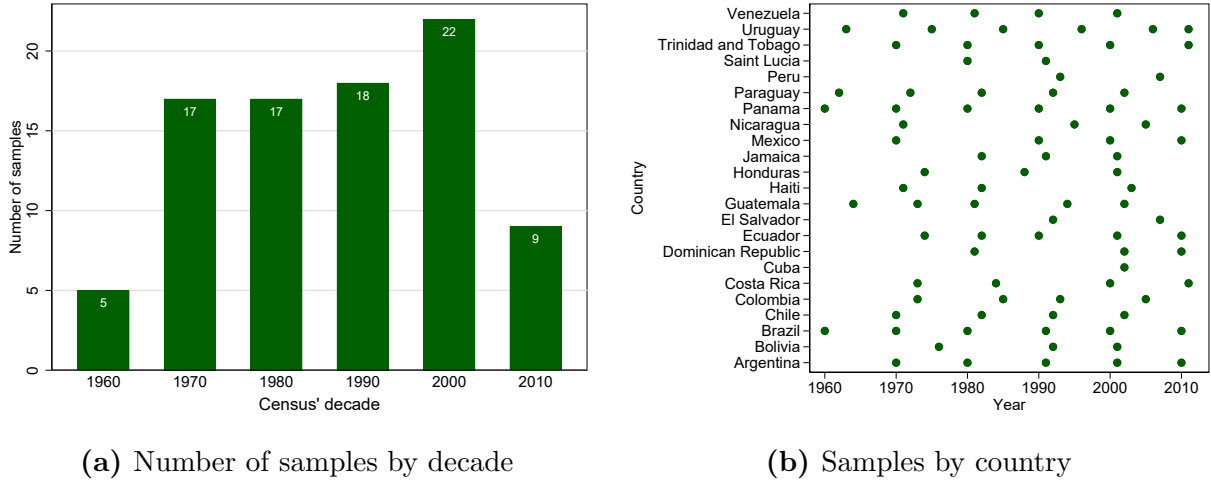 Number of samples
0
5
10
15
20
5
17
17
18
22
9
1960
1970
1980
1990
2000
2010
Census' decade
(a) Number of samples by decade
Country
Venezuela
Uruguay
Trinidad and Tobago
Saint Lucia
Peru
Paraguay
Panama
Nicaragua
Mexico
Jamaica
Honduras
Haiti
Guatemala
El Salvador
Ecuador
Dominican Republic
Cuba
Costa Rica
Colombia
Chile
Brazil
Bolivia
Argentina
1960
1970
1980
1990
2000
2010
Year
(b) Samples by country